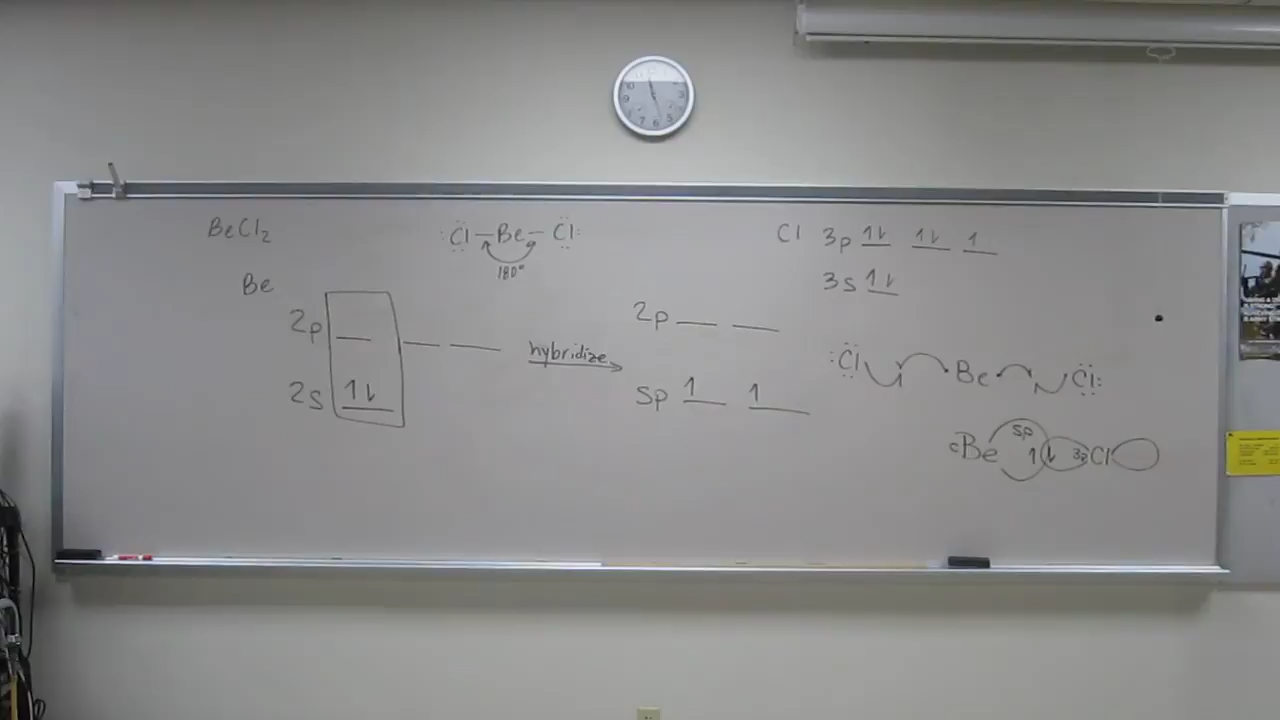 BeCl2
:Cl - Be - Cl:
180°
Cl 3p 1⇂ 1⇂ 1
3s 1⇂
Be
2p
2s 1⇂
hybridize
2p
sp 1 1
:Cl Be Cl:
Be sp 1⇂ 3p Cl